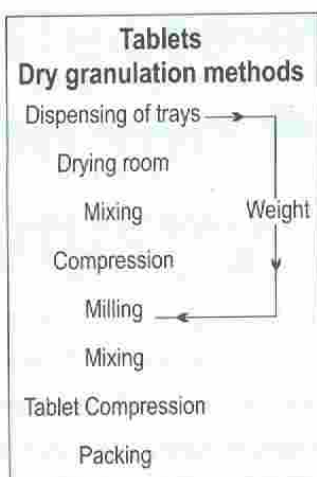 Tablets
Dry granulation methods
Dispensing of trays
Drying room
Mixing
Weight
Compression
Milling
Mixing
Tablet Compression
Packing